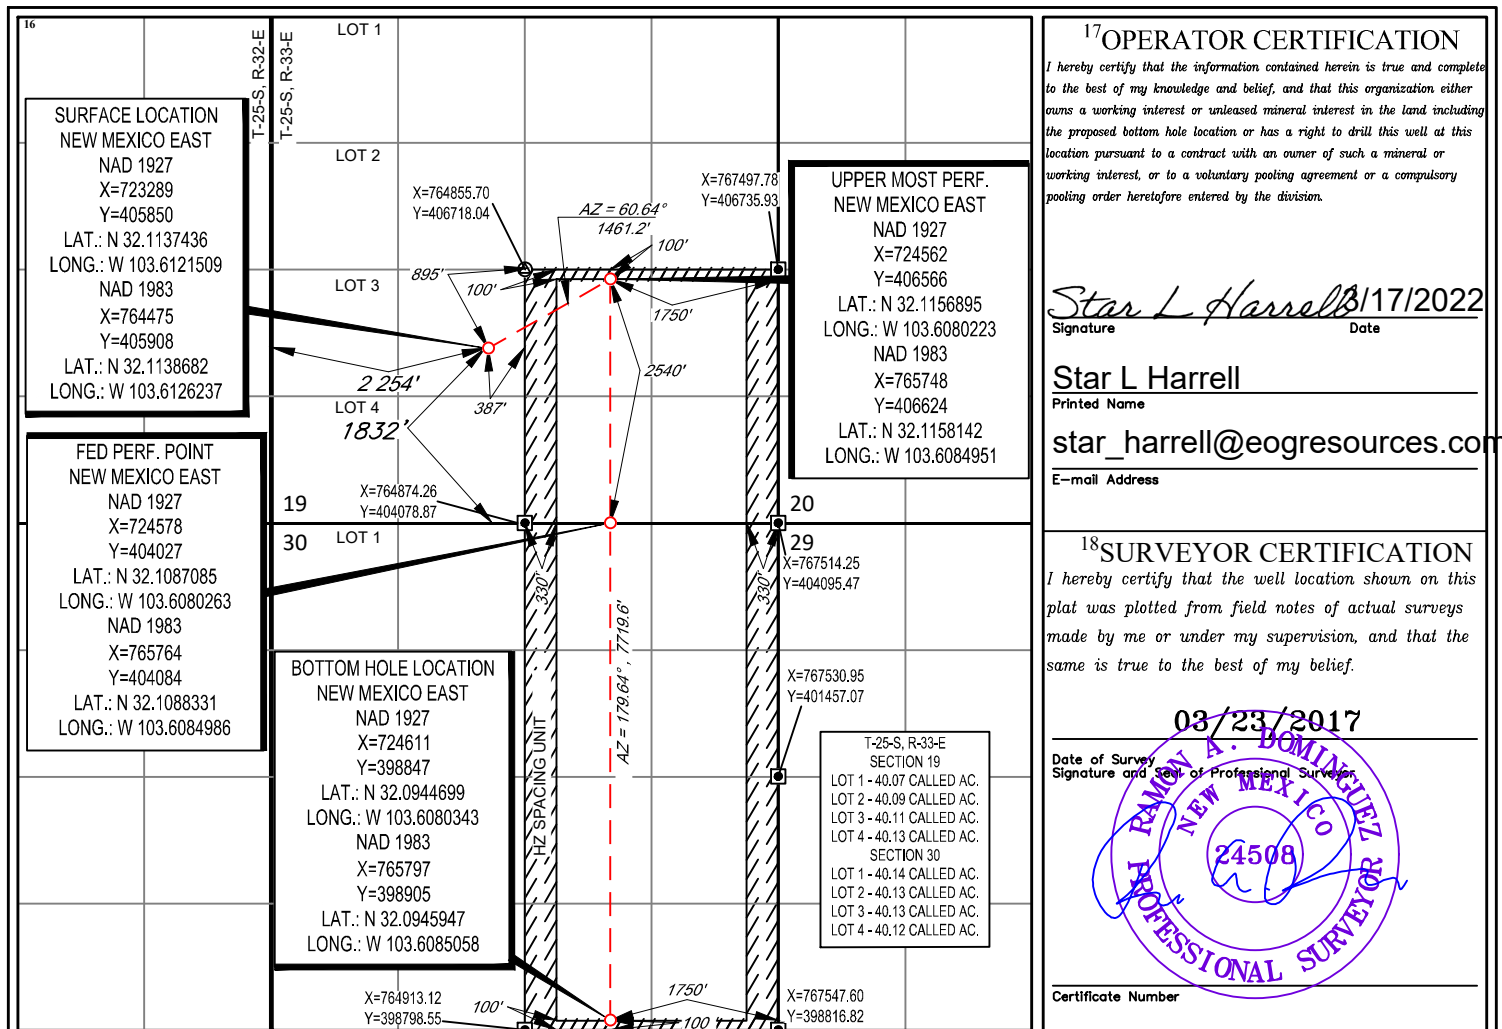 16
T-25-S, R-32-E
T-25-S, R-33-E
LOT 1
LOT 2
LOT 3
LOT 4
LOT 1
SURFACE LOCATION
NEW MEXICO EAST
NAD 1927
X=723289
Y=405850
LAT.: N 32.1137436
LONG.: W 103.6121509
NAD 1983
X=764475
Y=405908
LAT.: N 32.1138682
LONG.: W 103.6126237
FED PERF. POINT
NEW MEXICO EAST
NAD 1927
X=724578
Y=404027
LAT.: N 32.1087085
LONG.: W 103.6080263
NAD 1983
X=765764
Y=404084
LAT.: N 32.1088331
LONG.: W 103.6084986
BOTTOM HOLE LOCATION
NEW MEXICO EAST
NAD 1927
X=724611
Y=398847
LAT.: N 32.0944699
LONG.: W 103.6080343
NAD 1983
X=765797
Y=398905
LAT.: N 32.0945947
LONG.: W 103.6085058
UPPER MOST PERF.
NEW MEXICO EAST
NAD 1927
X=724562
Y=406566
LAT.: N 32.1156895
LONG.: W 103.6080223
NAD 1983
X=765748
Y=406624
LAT.: N 32.1158142
LONG.: W 103.6084951
X=764855.70
Y=406718.04
X=767497.78
Y=406735.93
AZ = 60.64°
1461.2'
100'
895'
100'
1750'
2 254'
387'
2540'
1832'
X=764874.26
Y=404078.87
19
30
20
29
X=767514.25
Y=404095.47
330'
330'
AZ = 179.64°, 7719.6'
HZ SPACING UNIT
X=767530.95
Y=401457.07
T-25-S, R-33-E
SECTION 19
LOT 1 - 40.07 CALLED AC.
LOT 2 - 40.09 CALLED AC.
LOT 3 - 40.11 CALLED AC.
LOT 4 - 40.13 CALLED AC.
SECTION 30
LOT 1 - 40.14 CALLED AC.
LOT 2 - 40.13 CALLED AC.
LOT 3 - 40.13 CALLED AC.
LOT 4 - 40.12 CALLED AC.
X=764913.12
Y=398798.55
100'
1750'
100'
X=767547.60
Y=398816.82
17OPERATOR CERTIFICATION
I hereby certify that the information contained herein is true and complete
to the best of my knowledge and belief, and that this organization either
owns a working interest or unleased mineral interest in the land including
the proposed bottom hole location or has a right to drill this well at this
location pursuant to a contract with an owner of such a mineral or
working interest, or to a voluntary pooling agreement or a compulsory
pooling order heretofore entered by the division.
Star L Harrell 3/17/2022
Signature Date
Star L Harrell
Printed Name
star_harrell@eogresources.com
E-mail Address
18SURVEYOR CERTIFICATION
I hereby certify that the well location shown on this
plat was plotted from field notes of actual surveys
made by me or under my supervision, and that the
same is true to the best of my belief.
03/23/2017
Date of Survey
Signature and Seal of Professional Surveyor
RAMON A. DOMINGUEZ
NEW MEXICO
24508
PROFESSIONAL SURVEYOR
Certificate Number